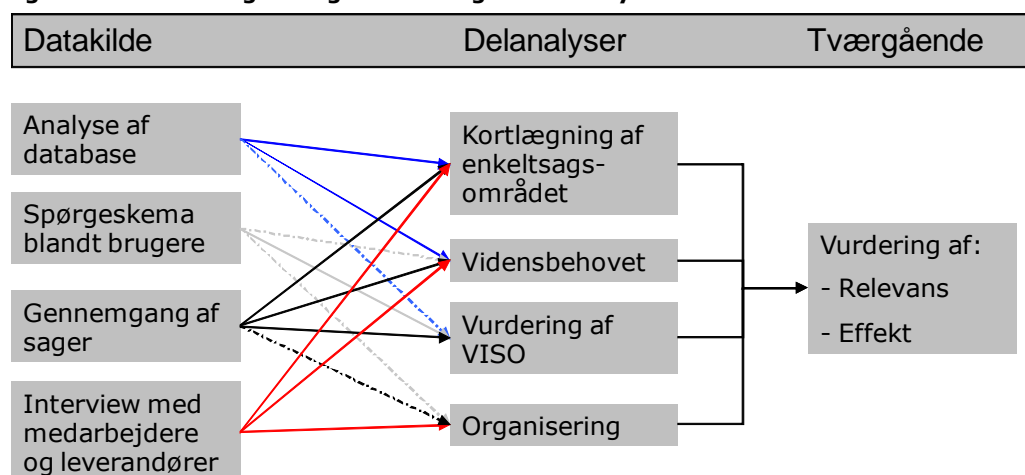 Datakilde
Delanalyser
Tværgående
Analyse af
database
Spørgeskema
blandt brugere
Gennemgang af
sager
Interview med
medarbejdere
og leverandører
Kortlægning af
enkeltsags-
området
Vidensbehovet
Vurdering af
VISO
Organisering
Vurdering af:
- Relevans
- Effekt